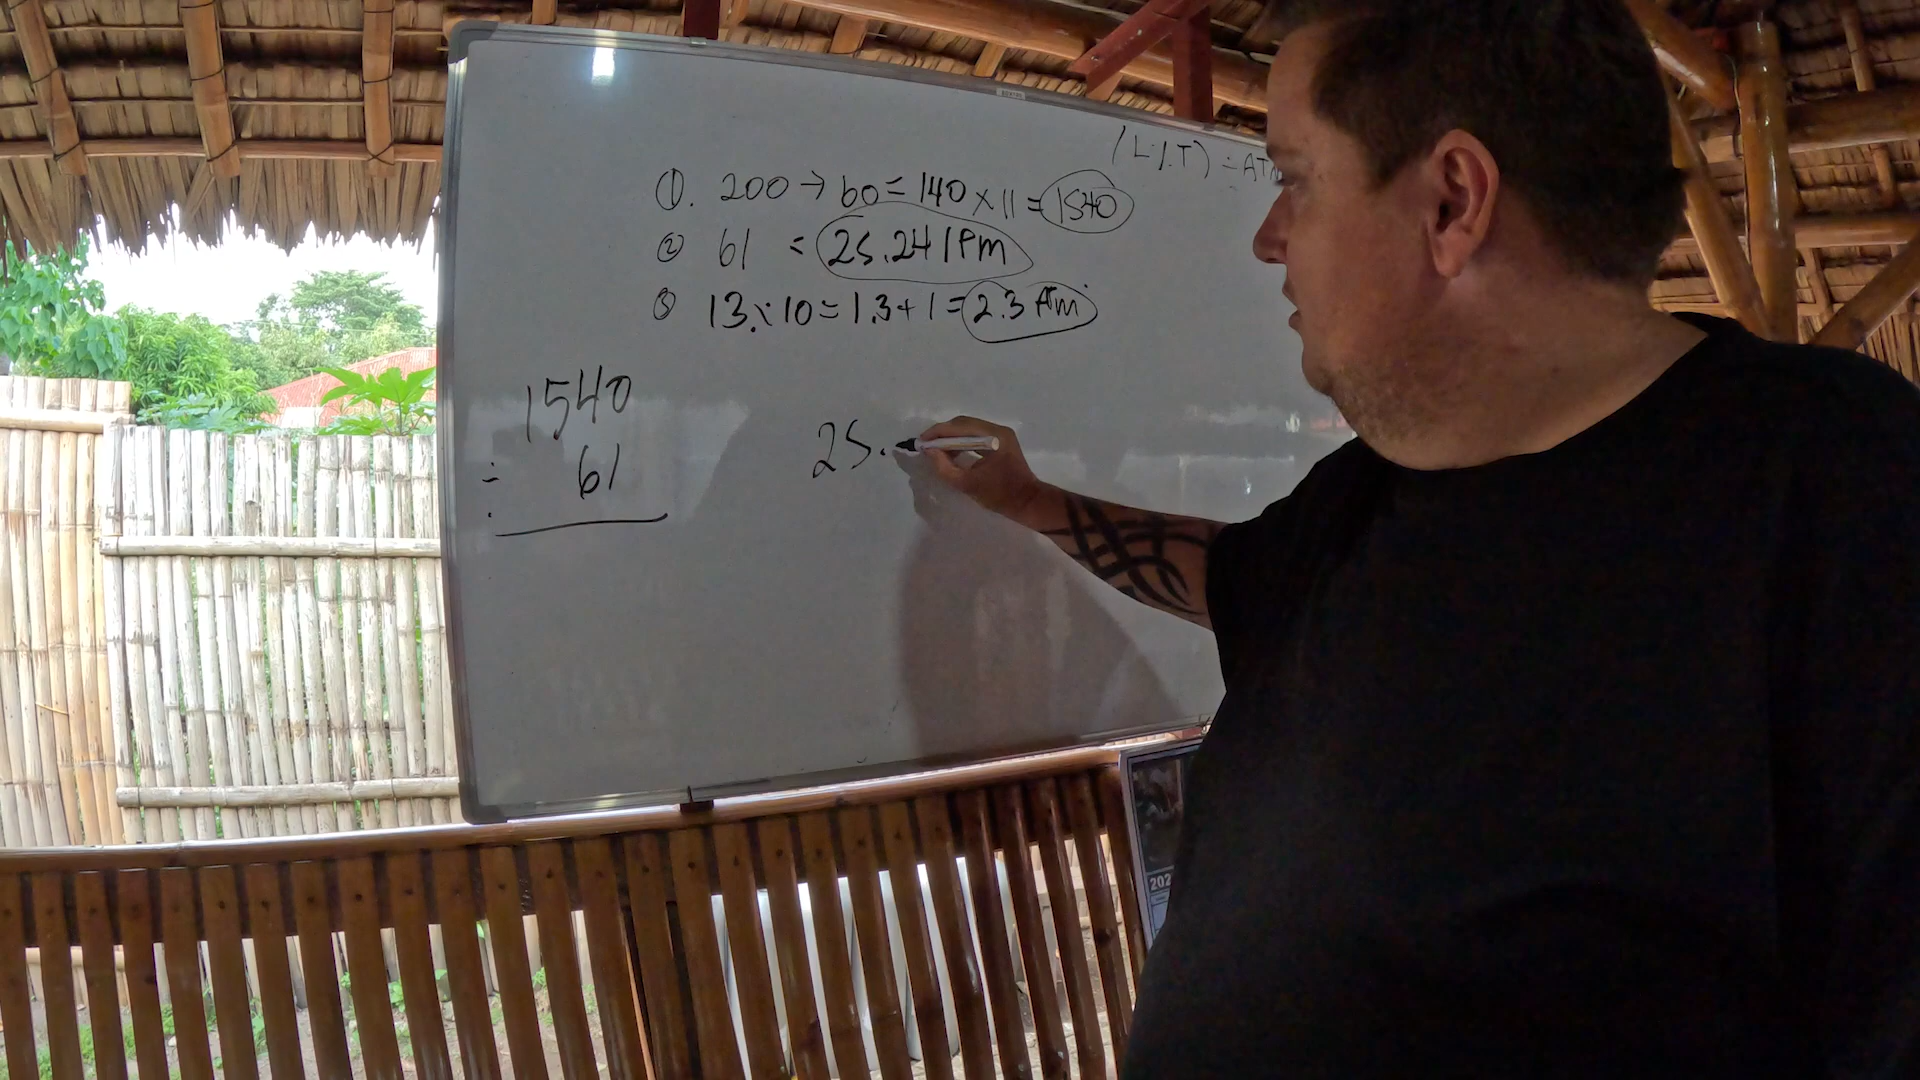 (L ÷ T) ÷ AT
①. 200 → 60 = 140 x 11 = 1540
② 61 = 25.24 lPm
③ 13 ÷ 10 = 1.3 + 1 = 2.3 ATm
1540
÷ 61
25.
202